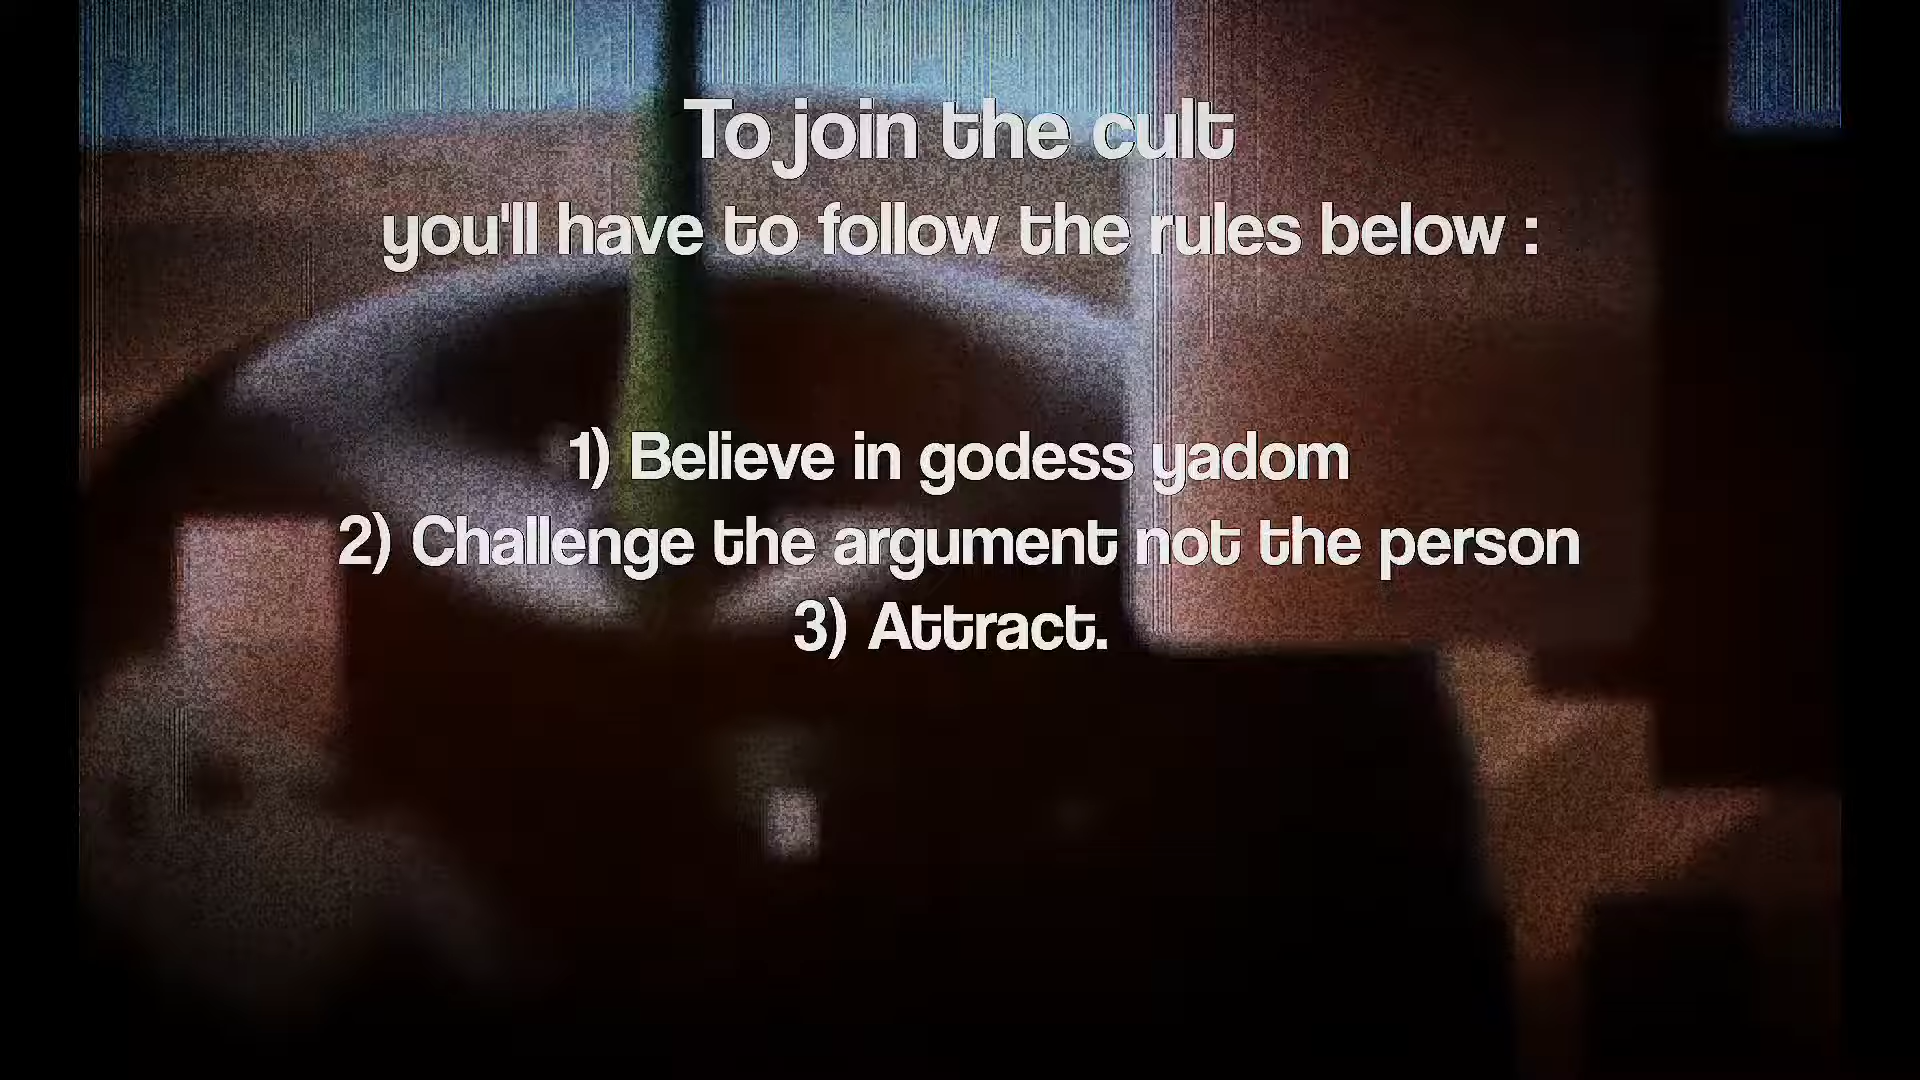 To join the cult
you'll have to follow the rules below :
1) Believe in godess yadom
2) Challenge the argument not the person
3) Attract.